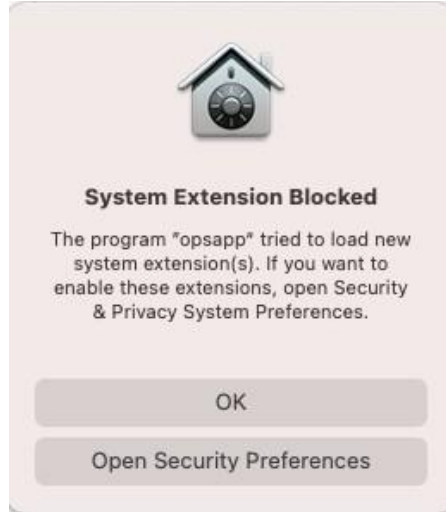 System Extension Blocked
The program "opsapp" tried to load new
system extension(s). If you want to
enable these extensions, open Security
& Privacy System Preferences.
OK
Open Security Preferences